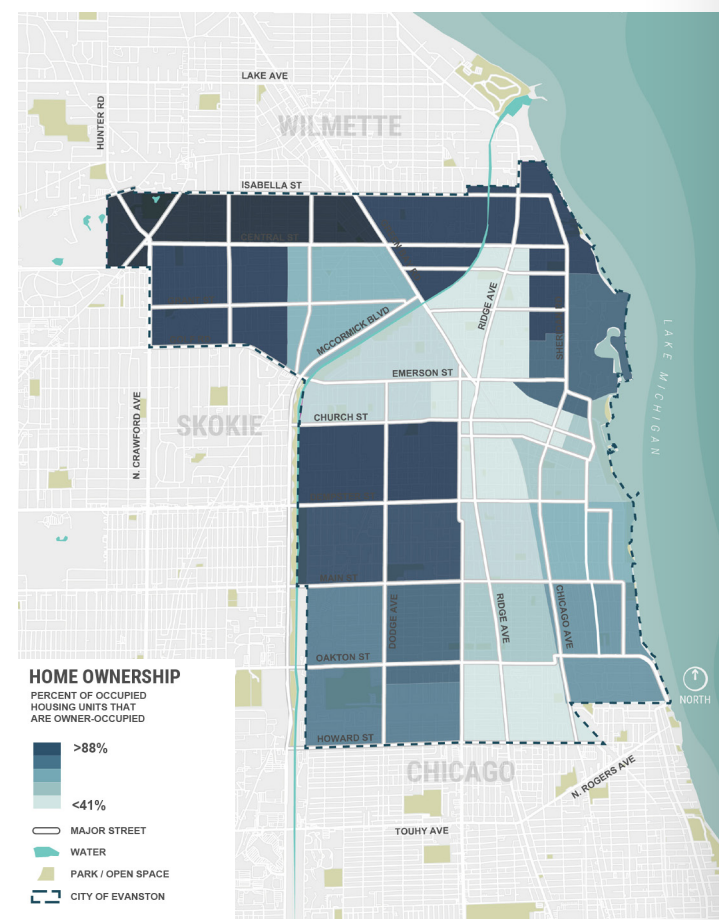 LAKE AVE
HUNTER RD
WILMETTE
ISABELLA ST
CENTRAL ST
RIDGE AVE
MCCORMICK BLVD
LAKE MICHIGAN
EMERSON ST
N. CRAWFORD AVE
SKOKIE
CHURCH ST
MAIN ST
DODGE AVE
RIDGE AVE
CHICAGO AVE
OAKTON ST
HOWARD ST
NORTH
CHICAGO
N. ROGERS AVE
TOUHY AVE
HOME OWNERSHIP
PERCENT OF OCCUPIED
HOUSING UNITS THAT
ARE OWNER-OCCUPIED
>88%
<41%
MAJOR STREET
WATER
PARK / OPEN SPACE
CITY OF EVANSTON